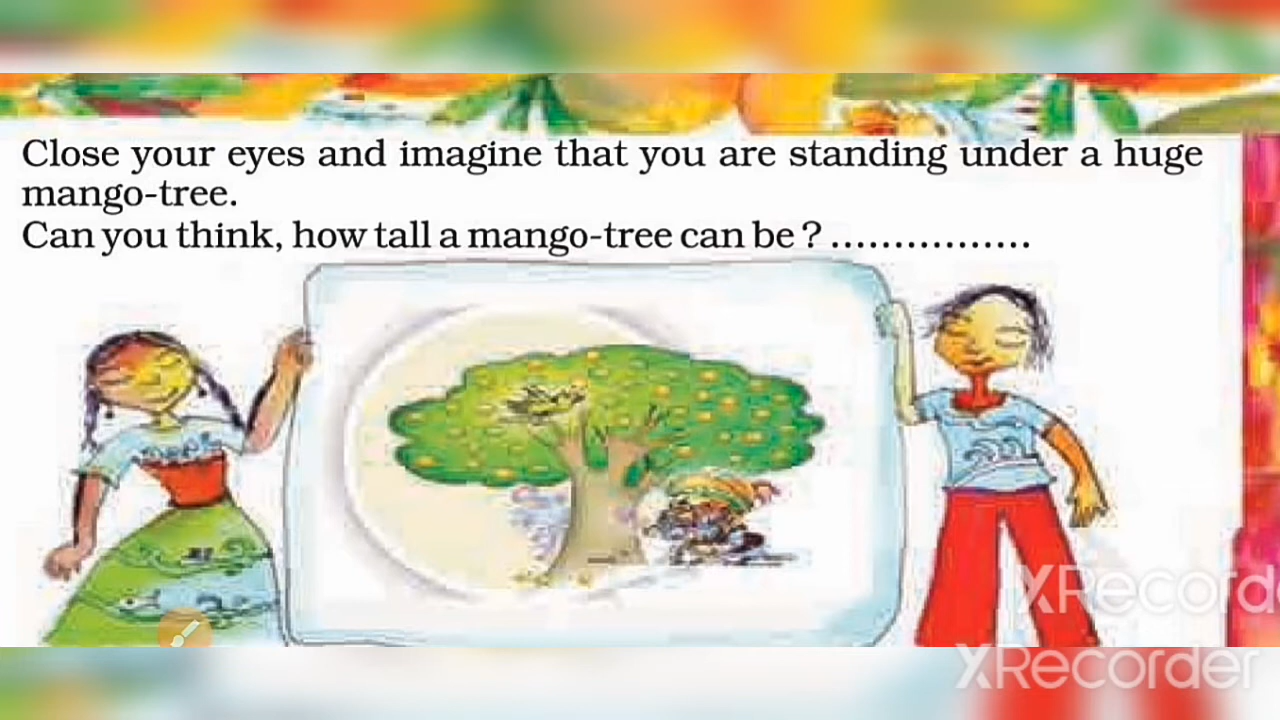 Close your eyes and imagine that you are standing under a huge
mango-tree.
Can you think, how tall a mango-tree can be ? ................
XRecord
XRecorder